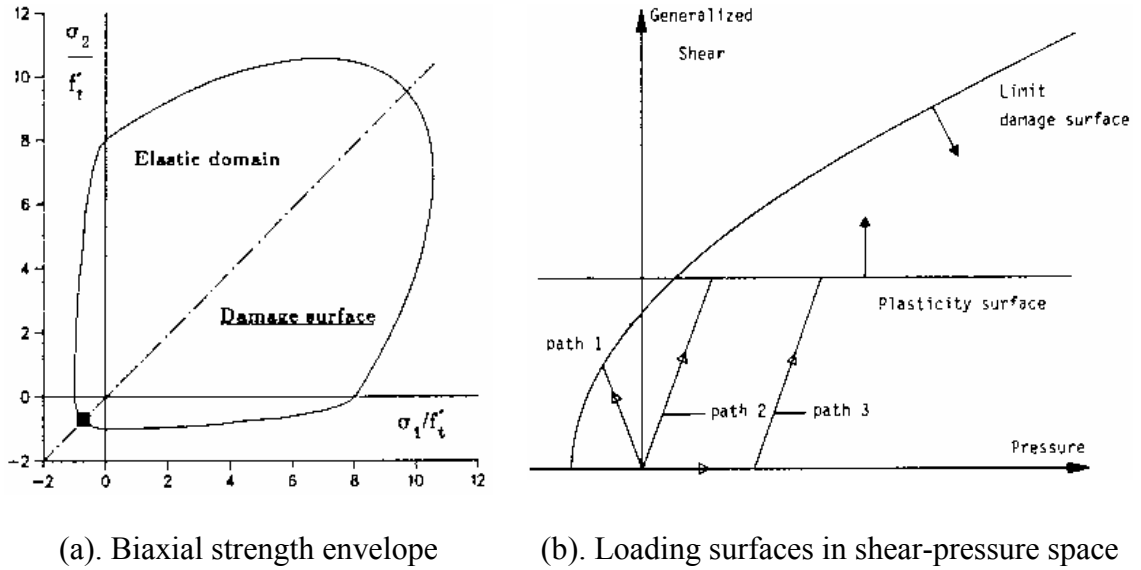 12
10
8
6
4
2
0
−2
σ₂
f'ₜ
Elastic domain
Damage surface
σ₁/f'ₜ
−2
0
2
4
6
8
10
12
Generalized
Shear
Limit
damage surface
Plasticity surface
path 1
path 2
path 3
Pressure
(a). Biaxial strength envelope
(b). Loading surfaces in shear-pressure space